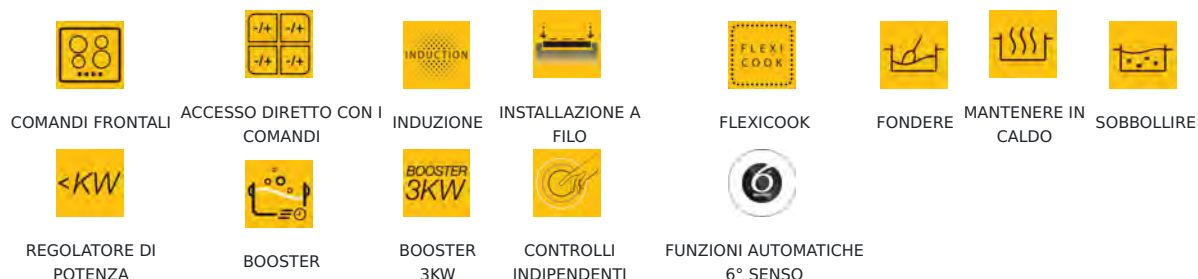 -/+ -/+
-/+ -/+
INDUCTION
FLEXI
COOK
COMANDI FRONTALI
ACCESSO DIRETTO CON I
COMANDI
INDUZIONE
INSTALLAZIONE A
FILO
FLEXICOOK
FONDERE
MANTENERE IN
CALDO
SOBBOLLIRE
<KW
BOOSTER
3KW
6
REGOLATORE DI
POTENZA
BOOSTER
BOOSTER
3KW
CONTROLLI
INDIPENDENTI
FUNZIONI AUTOMATICHE
6° SENSO